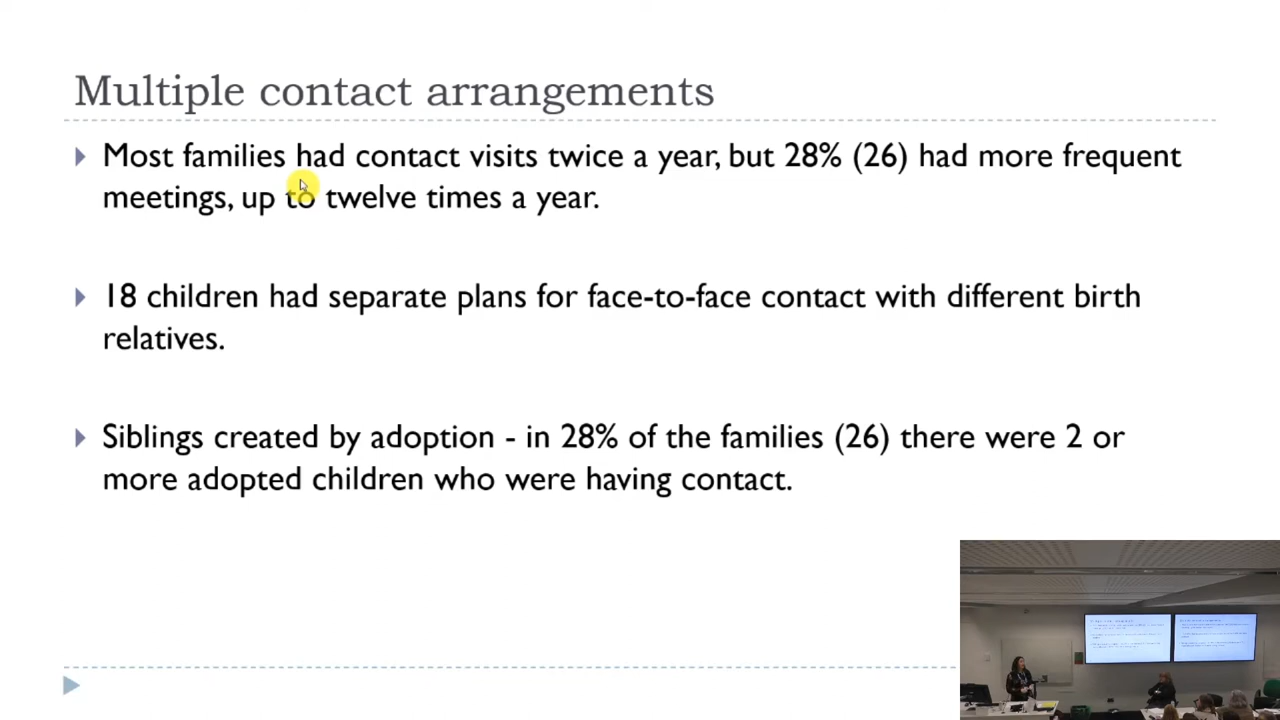 Multiple contact arrangements
Most families had contact visits twice a year, but 28% (26) had more frequent
meetings, up to twelve times a year.
18 children had separate plans for face-to-face contact with different birth
relatives.
Siblings created by adoption - in 28% of the families (26) there were 2 or
more adopted children who were having contact.